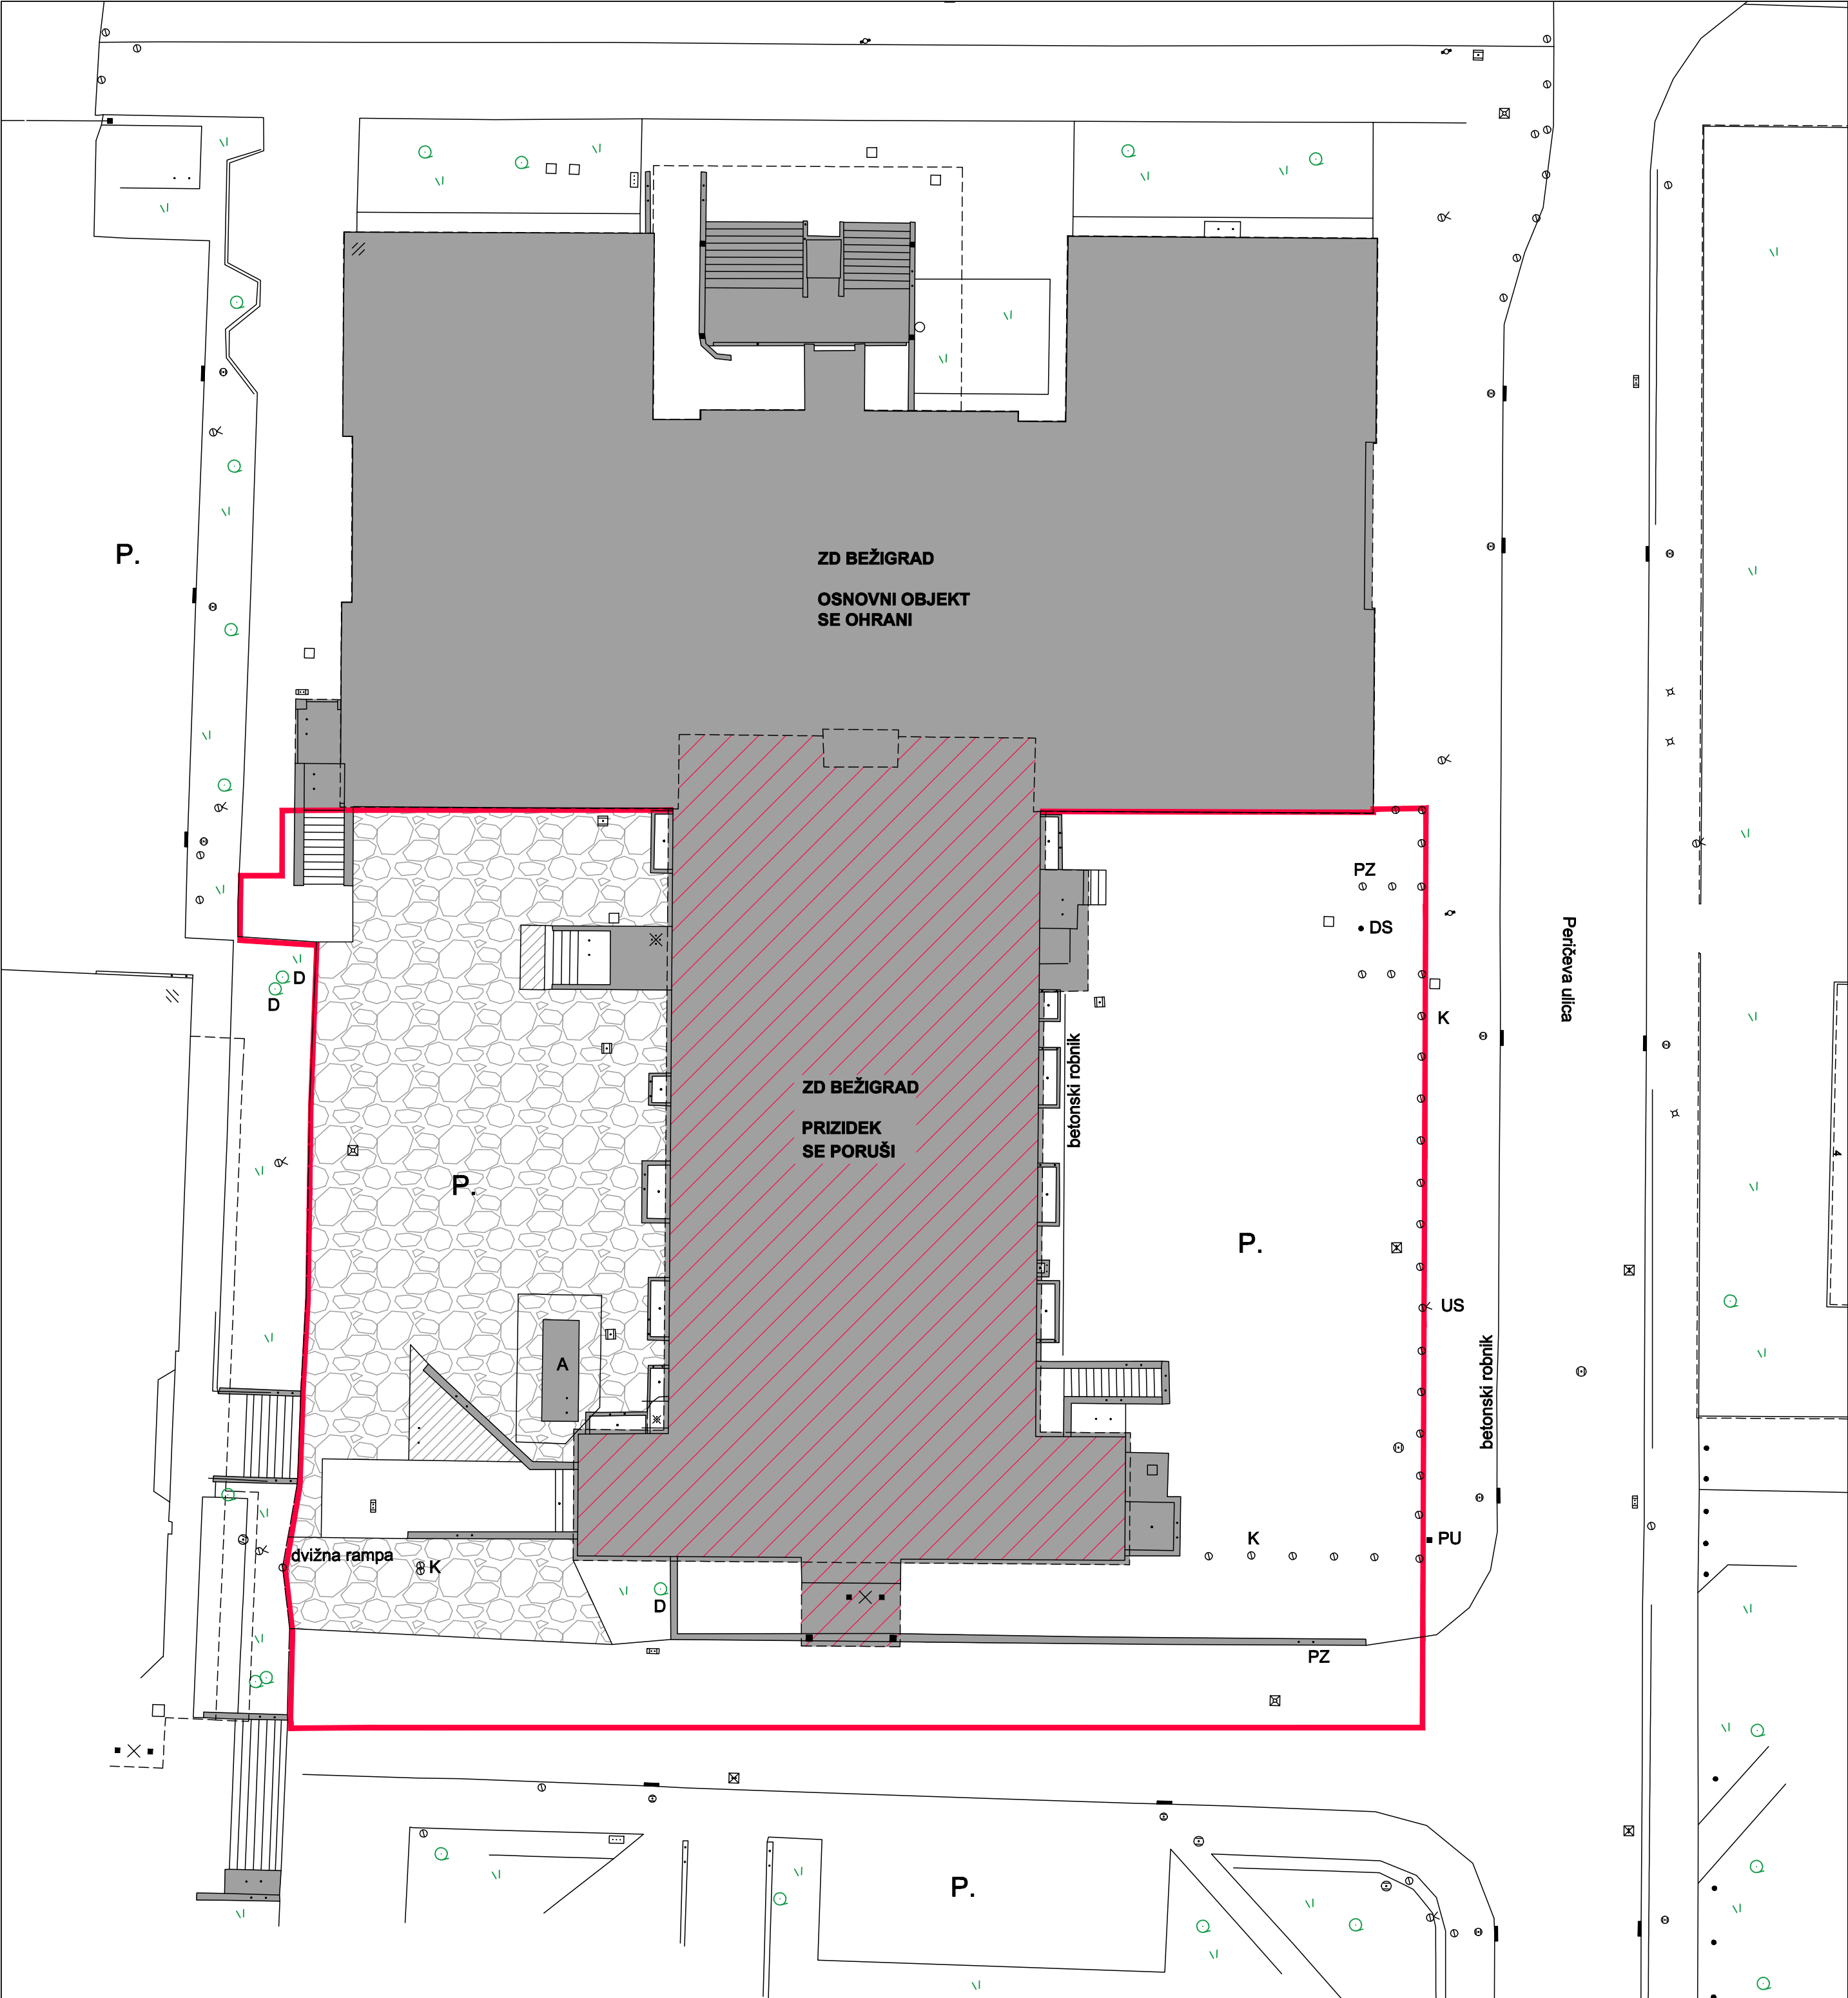 P.
ZD BEŽIGRAD
OSNOVNI OBJEKT
SE OHRANI
PZ
DS
Peričeva ulica
D
D
K
betonski robnik
ZD BEŽIGRAD
PRIZIDEK
SE PORUŠI
4
P.
P.
US
A
betonski robnik
K
PU
dvižna rampa
K
D
PZ
P.